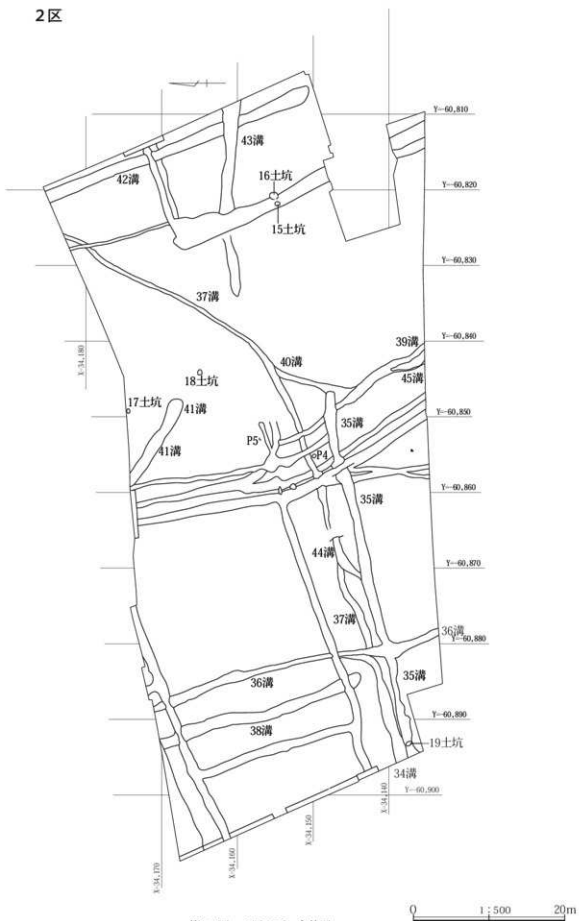 2区
Y=-60,810
43溝
16土坑
42溝
Y=-60,820
15土坑
Y=-60,830
37溝
X=-34,180
39溝
Y=-60,840
40溝
45溝
18土坑
17土坑
41溝
Y=-60,850
35溝
P5
41溝
P4
Y=-60,860
35溝
44溝
Y=-60,870
37溝
36溝
Y=-60,880
36溝
35溝
38溝
Y=-60,890
19土坑
34溝
Y=-60,900
X=-34,140
X=-34,150
X=-34,160
X=-34,170
0 1:500 20m